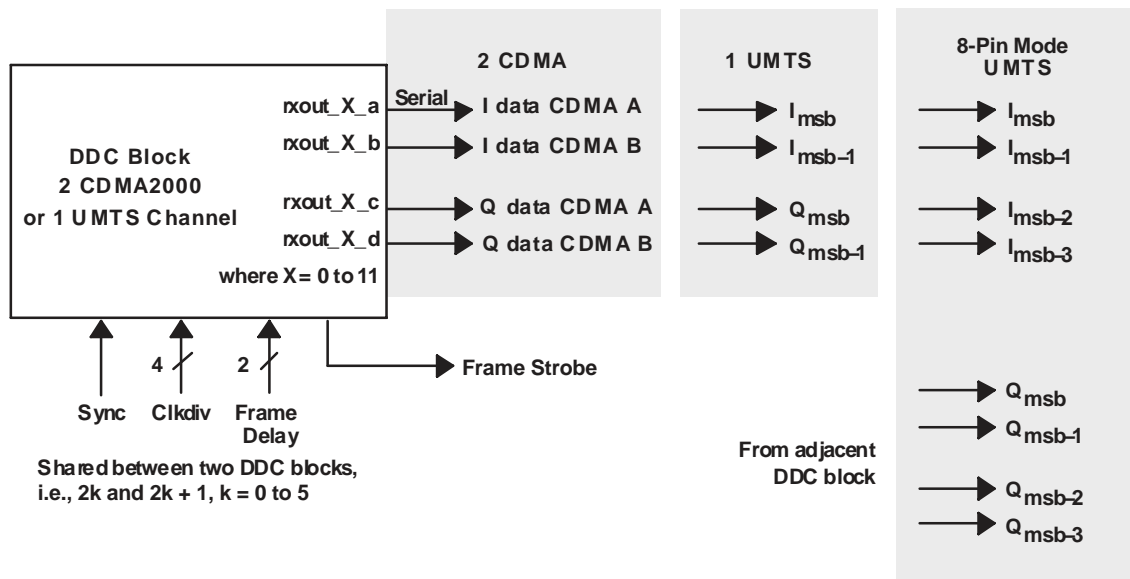 2 CDMA
1 UMTS
8-Pin Mode
UMTS
DDC Block
2 CDMA2000
or 1 UMTS Channel
rxout_X_a
rxout_X_b
rxout_X_c
rxout_X_d
where X = 0 to 11
Serial
I data CDMA A
I data CDMA B
Q data CDMA A
Q data CDMA B
Imsb
Imsb–1
Qmsb
Qmsb–1
Imsb
Imsb–1
Imsb–2
Imsb–3
4
2
Frame Strobe
Sync
Clkdiv
Frame
Delay
Shared between two DDC blocks,
i.e., 2k and 2k + 1, k = 0 to 5
From adjacent
DDC block
Qmsb
Qmsb–1
Qmsb–2
Qmsb–3